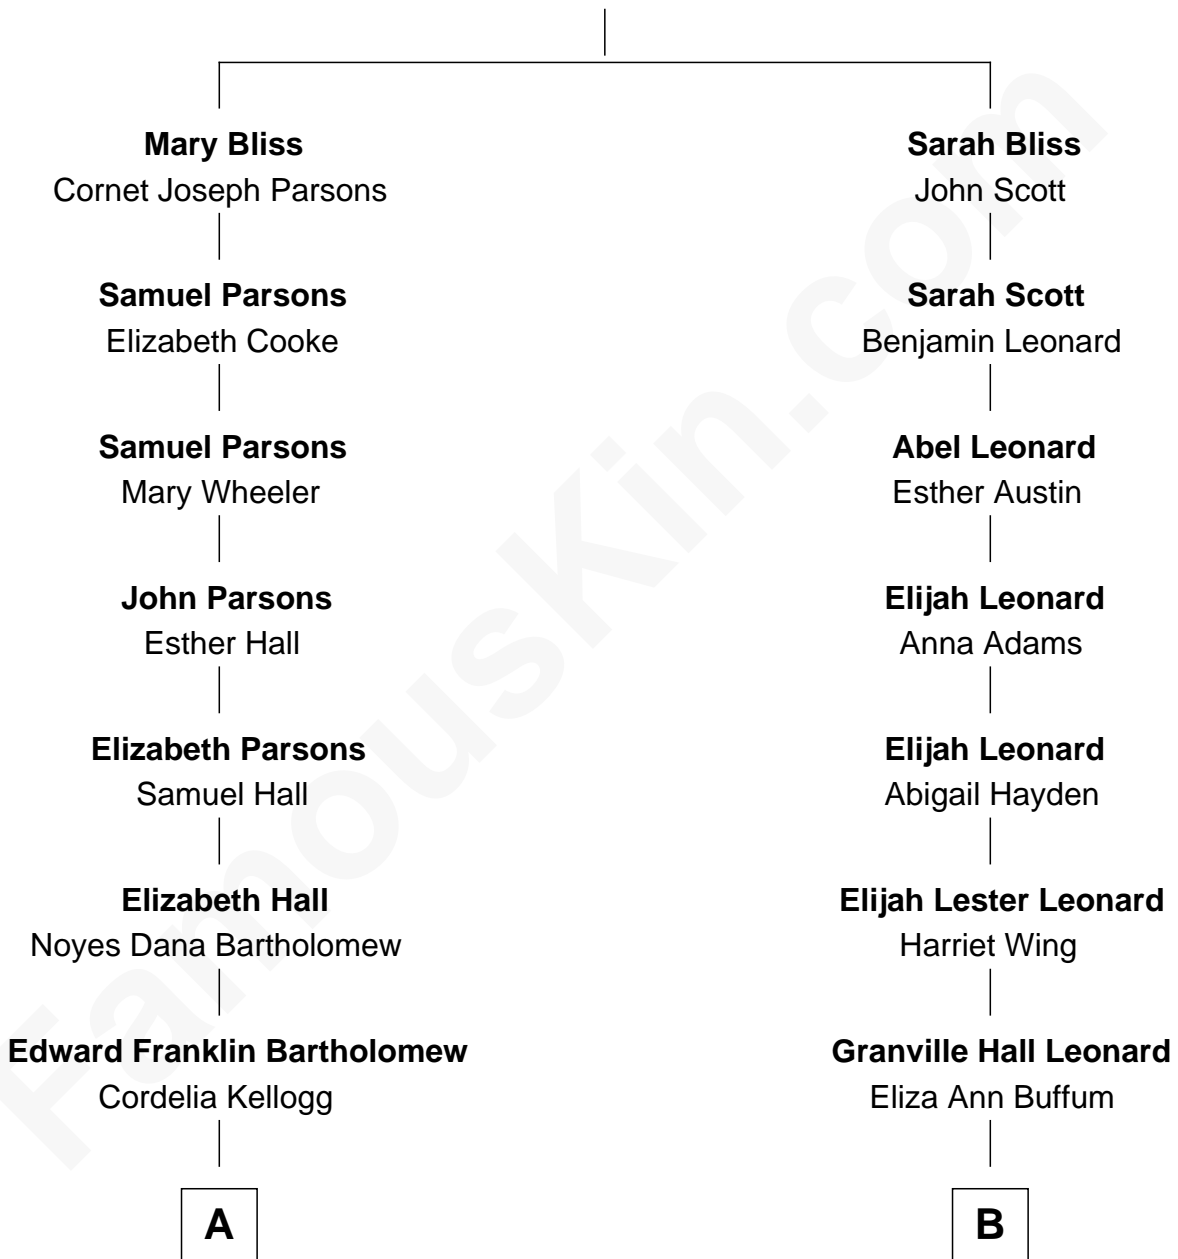 Mary Bliss
Cornet Joseph Parsons
Samuel Parsons
Elizabeth Cooke
Samuel Parsons
Mary Wheeler
John Parsons
Esther Hall
Elizabeth Parsons
Samuel Hall
Elizabeth Hall
Noyes Dana Bartholomew
Edward Franklin Bartholomew
Cordelia Kellogg
A
Sarah Bliss
John Scott
Sarah Scott
Benjamin Leonard
Abel Leonard
Esther Austin
Elijah Leonard
Anna Adams
Elijah Leonard
Abigail Hayden
Elijah Lester Leonard
Harriet Wing
Granville Hall Leonard
Eliza Ann Buffum
B
FamousKin.com